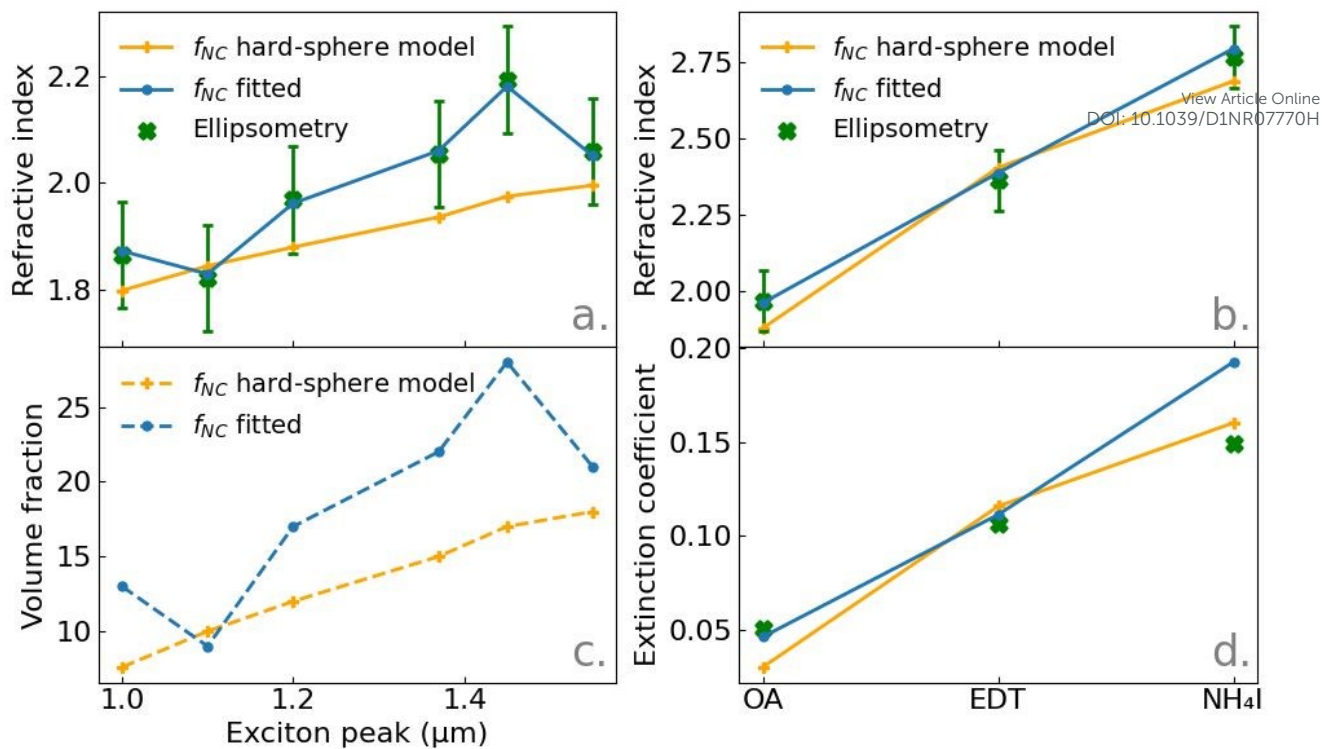 Refractive index
2.2
2.0
1.8
f_NC hard-sphere model
f_NC fitted
Ellipsometry
a.
Refractive index
2.75
2.50
2.25
2.00
f_NC hard-sphere model
f_NC fitted
Ellipsometry
View Article Online
DOI: 10.1039/D1NR07770H
b.
Volume fraction
25
20
15
10
f_NC hard-sphere model
f_NC fitted
c.
1.0
1.2
1.4
Exciton peak (µm)
Extinction coefficient
0.20
0.15
0.10
0.05
d.
OA
EDT
NH₄I